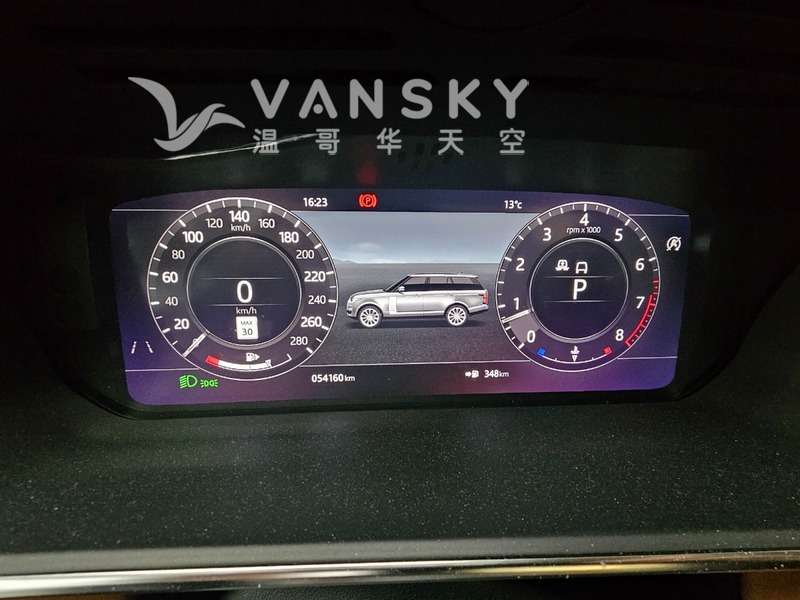 VANSKY
温哥华天空
16:23
P
13°c
120 140 160
km/h
100 180
80 200
60 220
40 240
20 260
280
0
km/h
MAX
30
4
3 5
rpm x 1000
2 6
P
1 7
0 8
054160 km
348 km